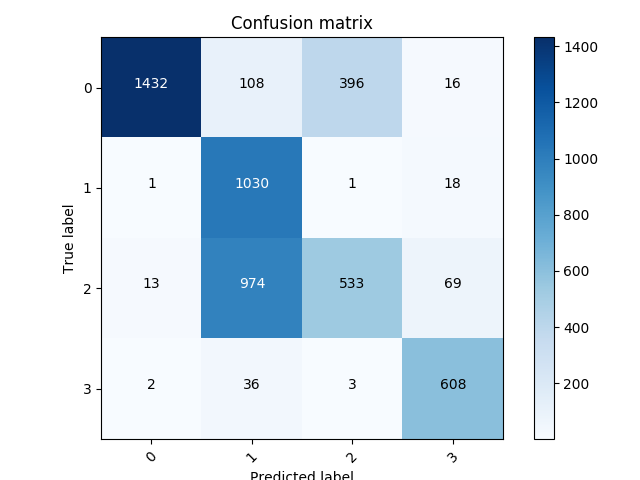 Confusion matrix
0 1432 108 396 16
1 1 1030 1 18
2 13 974 533 69
3 2 36 3 608
0 1 2 3
True label
Predicted label
1400
1200
1000
800
600
400
200